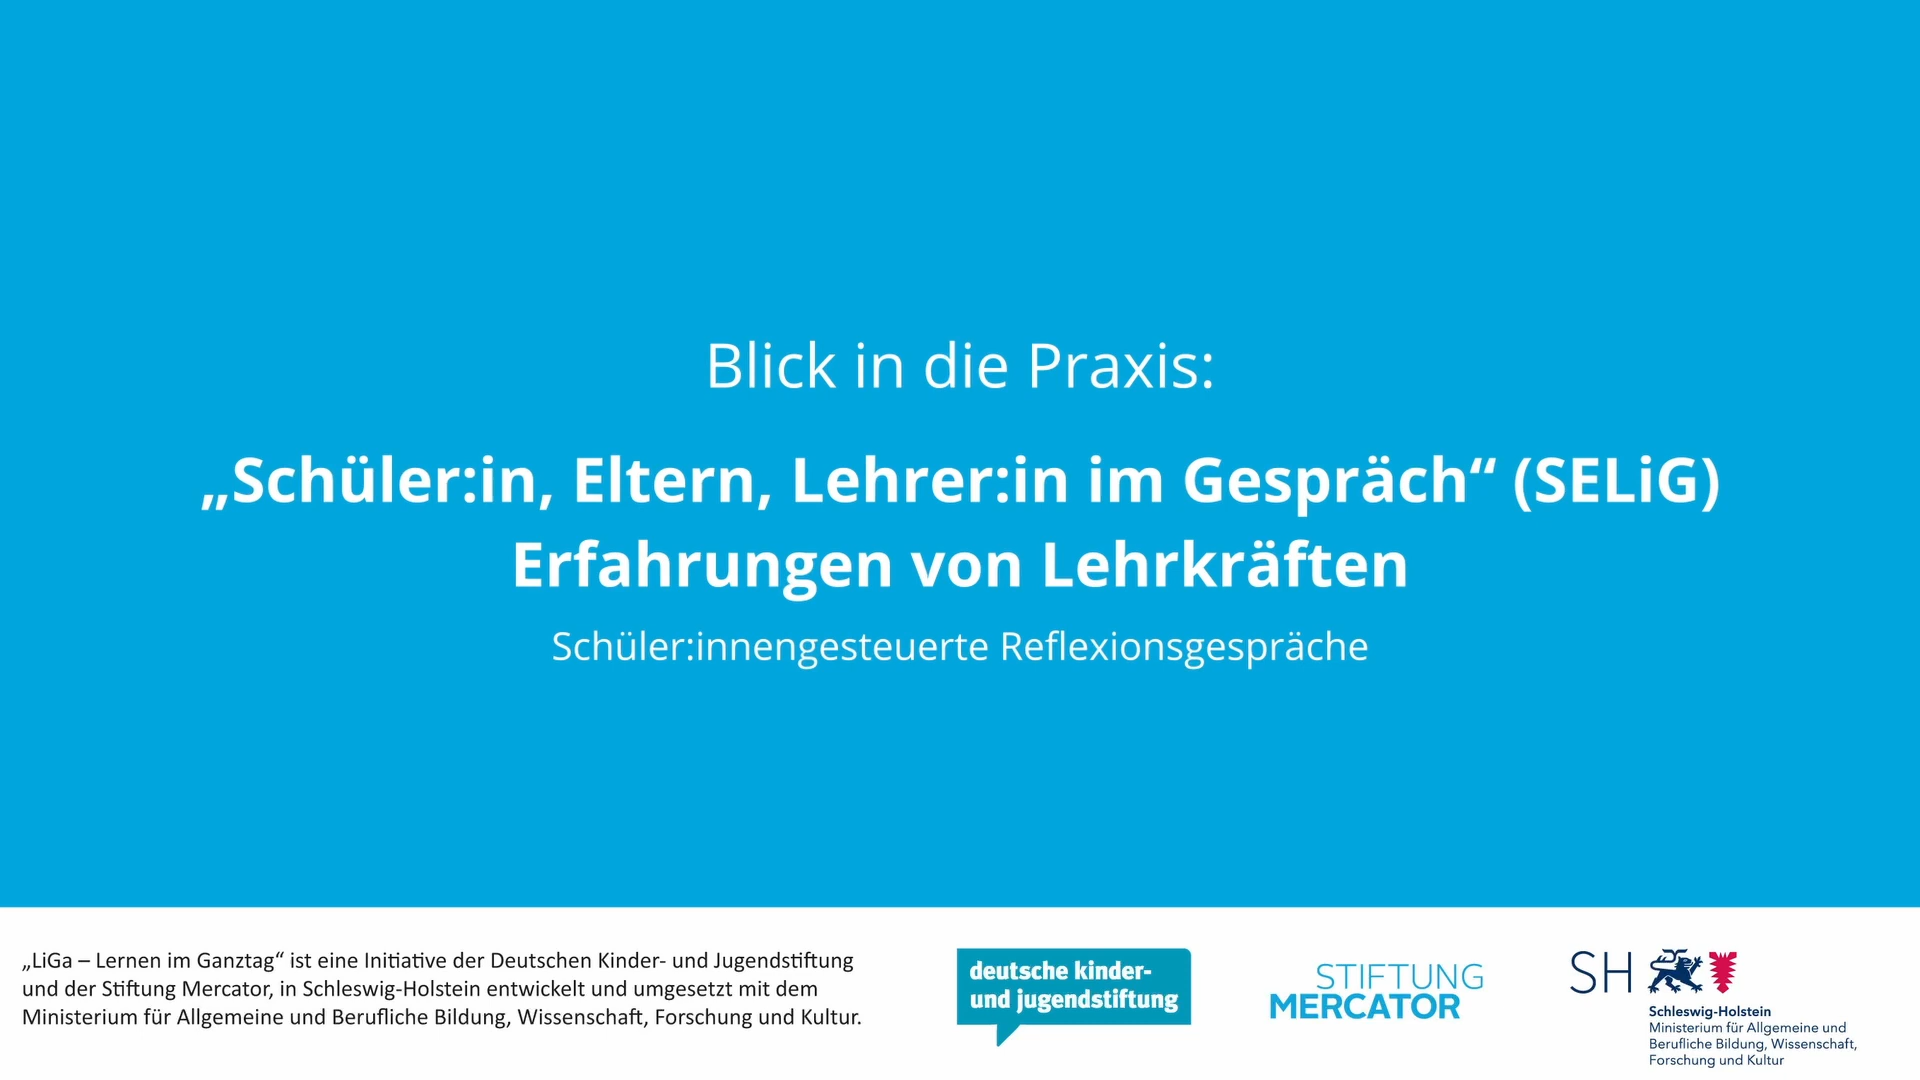 Blick in die Praxis:
„Schüler:in, Eltern, Lehrer:in im Gespräch“ (SELiG)
Erfahrungen von Lehrkräften
Schüler:innengesteuerte Reflexionsgespräche
„LiGa – Lernen im Ganztag“ ist eine Initiative der Deutschen Kinder- und Jugendstiftung
und der Stiftung Mercator, in Schleswig-Holstein entwickelt und umgesetzt mit dem
Ministerium für Allgemeine und Berufliche Bildung, Wissenschaft, Forschung und Kultur.
deutsche kinder-
und jugendstiftung
STIFTUNG
MERCATOR
SH
Schleswig-Holstein
Ministerium für Allgemeine und
Berufliche Bildung, Wissenschaft,
Forschung und Kultur